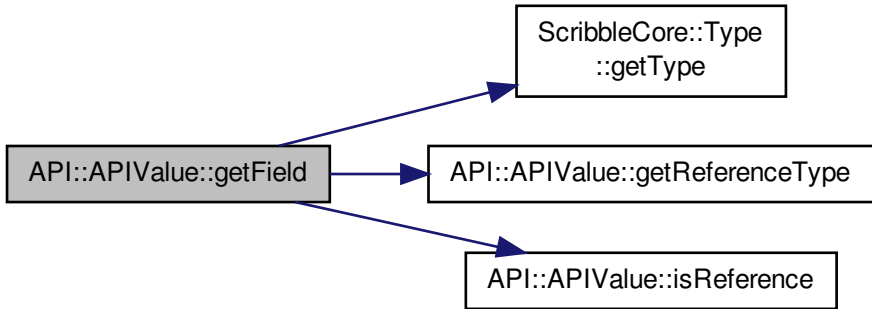 ScribbleCore::Type
::getType
API::APIValue::getField
API::APIValue::getReferenceType
API::APIValue::isReference